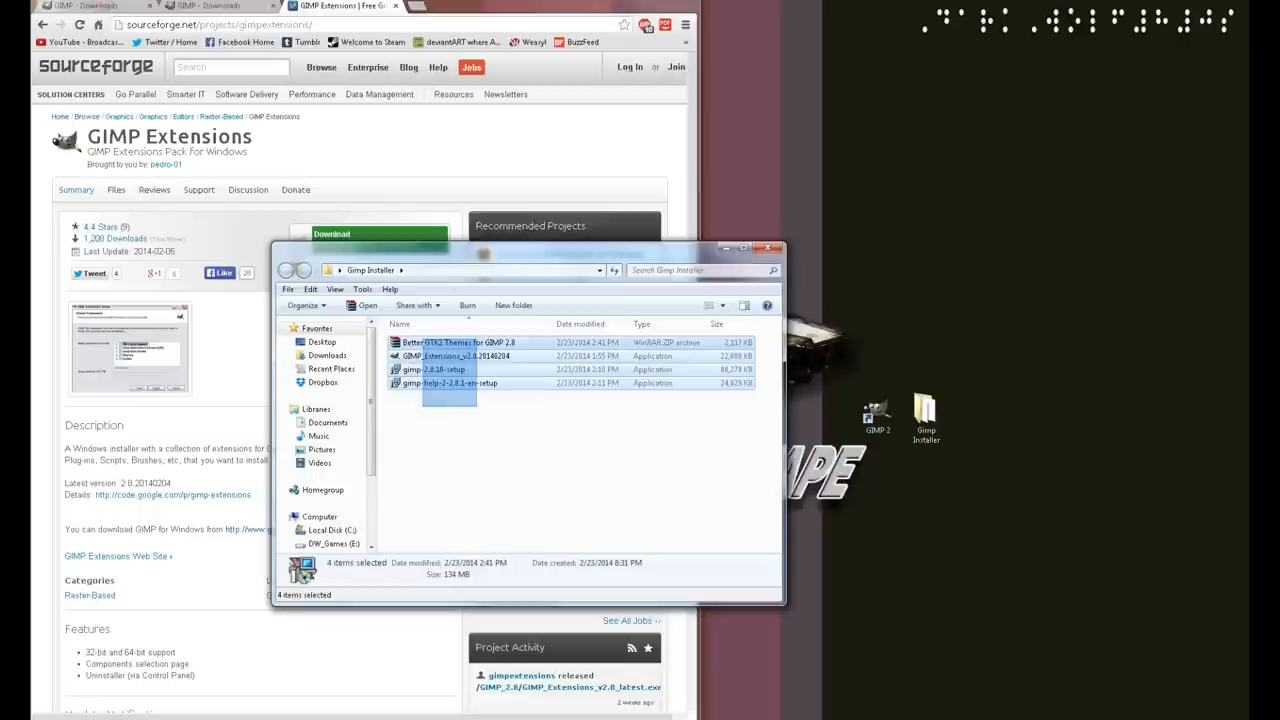 GIMP - Downloads
GIMP - Downloads
GIMP Extensions | Free G
sourceforge.net/projects/gimpextensions/
YouTube - Broadcas... Twitter / Home Facebook Home Tumblr Welcome to Steam deviantART where A... Weasyl BuzzFeed »
sourceforge Search Browse Enterprise Blog Help Jobs Log In or Join
SOLUTION CENTERS Go Parallel Smarter IT Software Delivery Performance Data Management Resources Newsletters
Home / Browse / Graphics / Graphics / Editors / Raster-Based / GIMP Extensions
GIMP Extensions
GIMP Extensions Pack for Windows
Brought to you by: pedro-01
Summary Files Reviews Support Discussion Donate
4.4 Stars (9)
1,208 Downloads (This Week)
Last Update: 2014-02-05
Tweet 4 +1 6 Like 28
Download
Recommended Projects
Gimp Installer
Search Gimp Installer
File Edit View Tools Help
Organize Open Share with Burn New folder
Name Date modified Type Size
Better GTK2 Themes for GIMP 2.8 2/23/2014 2:41 PM WinRAR ZIP archive 2,117 KB
GIMP_Extensions_v2.8.20140204 2/23/2014 1:55 PM Application 22,089 KB
gimp-2.8.10-setup 2/23/2014 2:10 PM Application 88,278 KB
gimp-help-2-2.8.1-en-setup 2/23/2014 2:11 PM Application 24,829 KB
Favorites
Desktop
Downloads
Recent Places
Dropbox
Libraries
Documents
Music
Pictures
Videos
Homegroup
Computer
Local Disk (C:)
DW_Games (E:)
4 items selected Date modified: 2/23/2014 2:41 PM Date created: 2/23/2014 8:31 PM
Size: 134 MB
4 items selected
Description
A Windows installer with a collection of extensions for G
Plug-ins, Scripts, Brushes, etc, that you want to install
Latest version 2.8.20140204
Details: http://code.google.com/p/gimp-extensions
You can download GIMP for Windows from http://www.g
GIMP Extensions Web Site ›
Categories
Raster-Based
Features
32-bit and 64-bit support
Components selection page
Uninstaller (via Control Panel)
See All Jobs
Project Activity
gimpextensions released
/GIMP_2.8/GIMP_Extensions_v2.8_latest.exe
2 weeks ago
GIMP 2
Gimp
Installer
APE